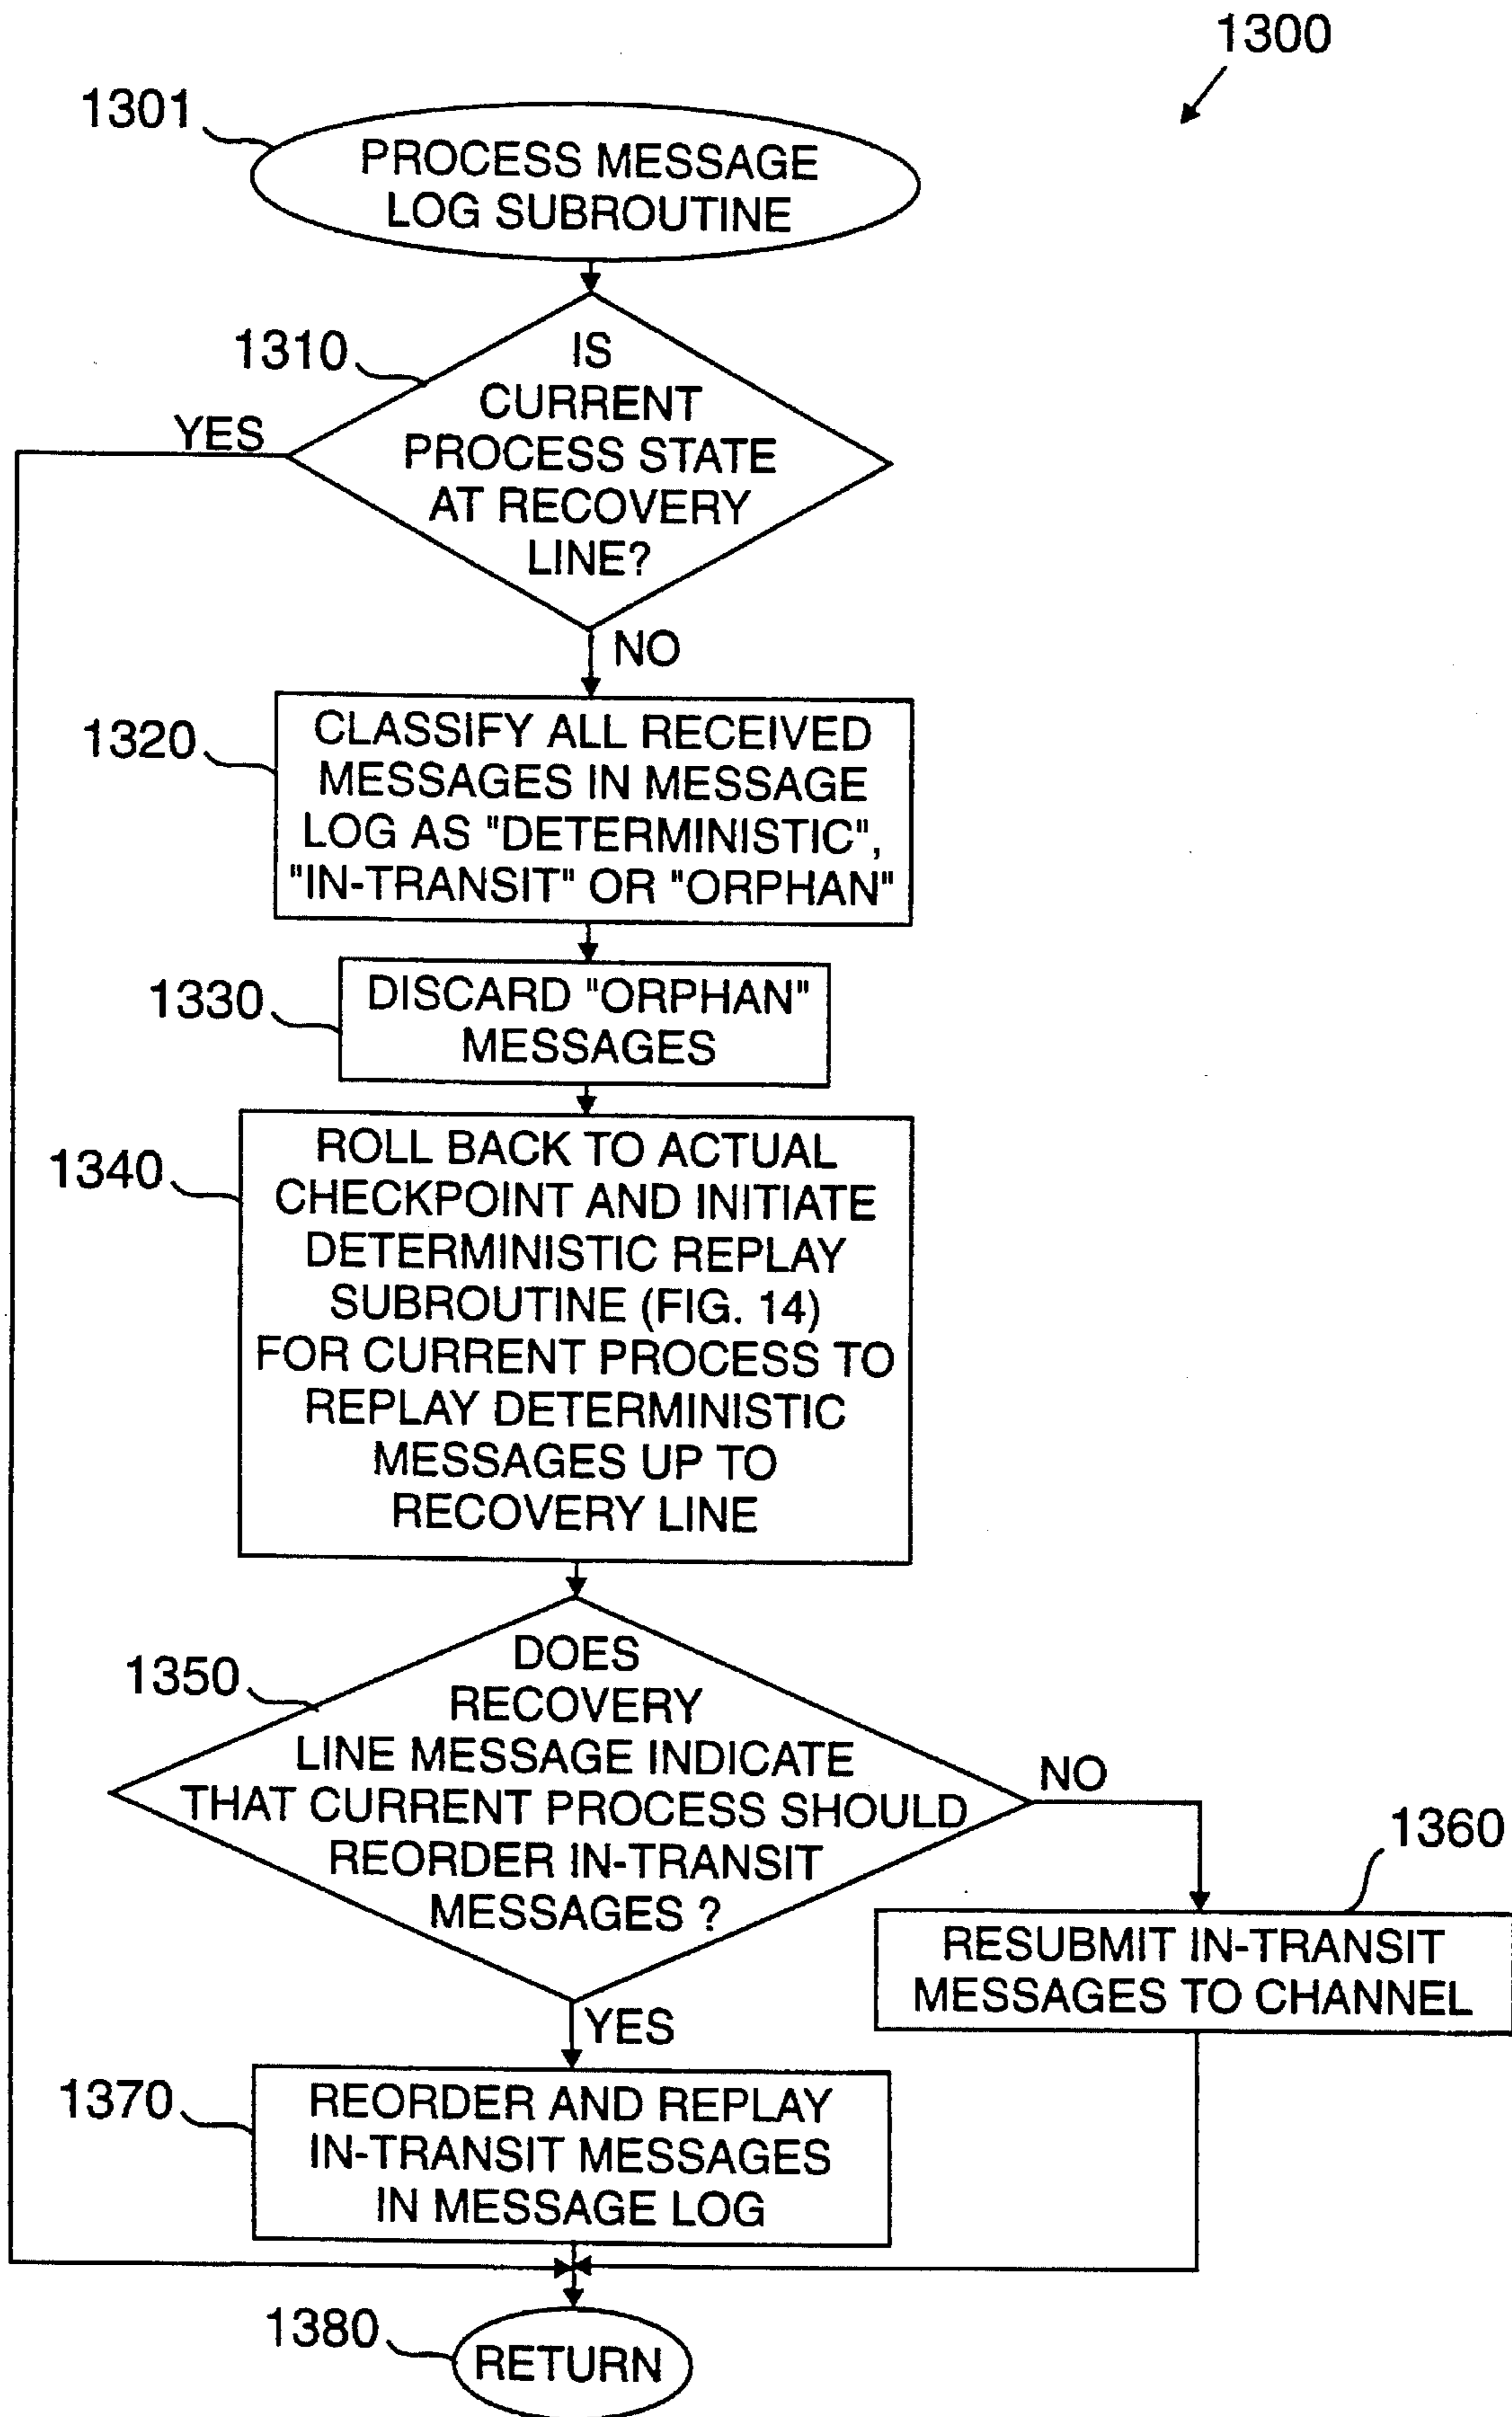 1300
1301
PROCESS MESSAGE
LOG SUBROUTINE
1310
IS
CURRENT
PROCESS STATE
AT RECOVERY
LINE?
YES
NO
1320
CLASSIFY ALL RECEIVED
MESSAGES IN MESSAGE
LOG AS "DETERMINISTIC",
"IN-TRANSIT" OR "ORPHAN"
1330
DISCARD "ORPHAN"
MESSAGES
1340
ROLL BACK TO ACTUAL
CHECKPOINT AND INITIATE
DETERMINISTIC REPLAY
SUBROUTINE (FIG. 14)
FOR CURRENT PROCESS TO
REPLAY DETERMINISTIC
MESSAGES UP TO
RECOVERY LINE
1350
DOES
RECOVERY
LINE MESSAGE INDICATE
THAT CURRENT PROCESS SHOULD
REORDER IN-TRANSIT
MESSAGES ?
NO
1360
RESUBMIT IN-TRANSIT
MESSAGES TO CHANNEL
YES
1370
REORDER AND REPLAY
IN-TRANSIT MESSAGES
IN MESSAGE LOG
1380
RETURN